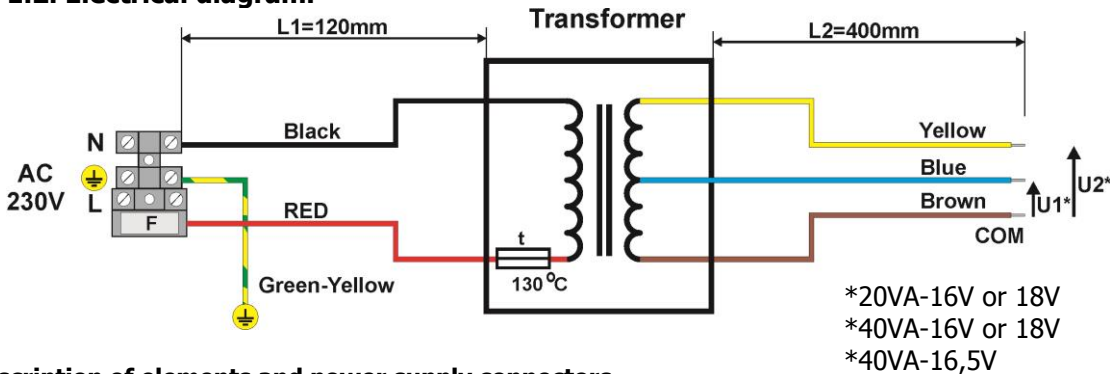 Transformer
L1=120mm
L2=400mm
N
Black
Yellow
AC
230V
Blue
U2*
L
Brown
U1*
F
RED
t
COM
130 °C
Green-Yellow
*20VA-16V or 18V
*40VA-16V or 18V
*40VA-16,5V